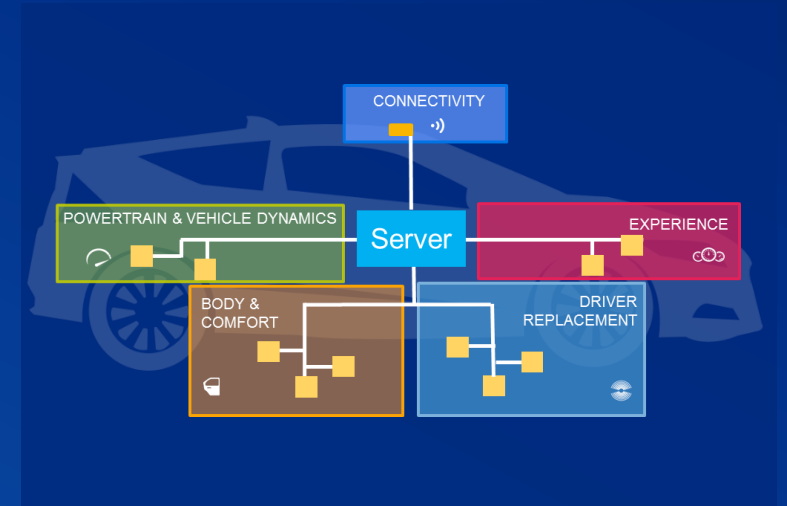 CONNECTIVITY
POWERTRAIN & VEHICLE DYNAMICS
Server
EXPERIENCE
BODY &
COMFORT
DRIVER
REPLACEMENT